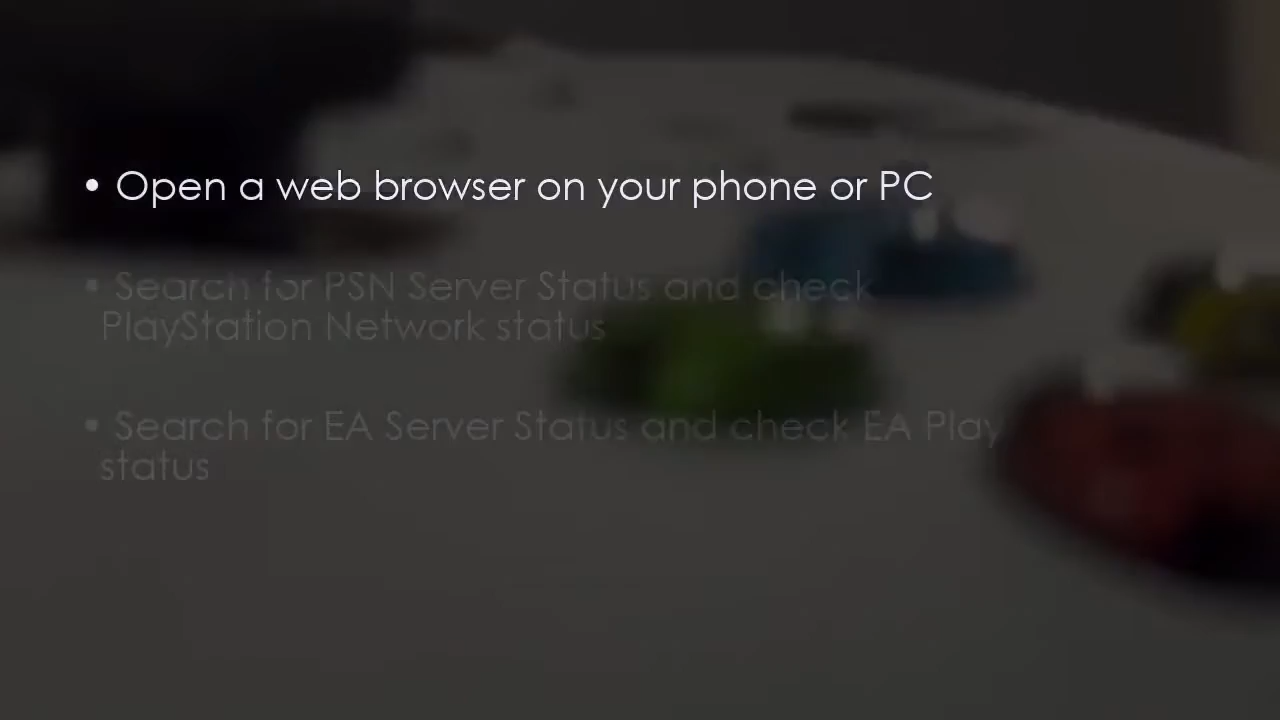 • Open a web browser on your phone or PC
▪ Search for PSN Server Status and check
PlayStation Network status
▪ Search for EA Server Status and check EA Play
status